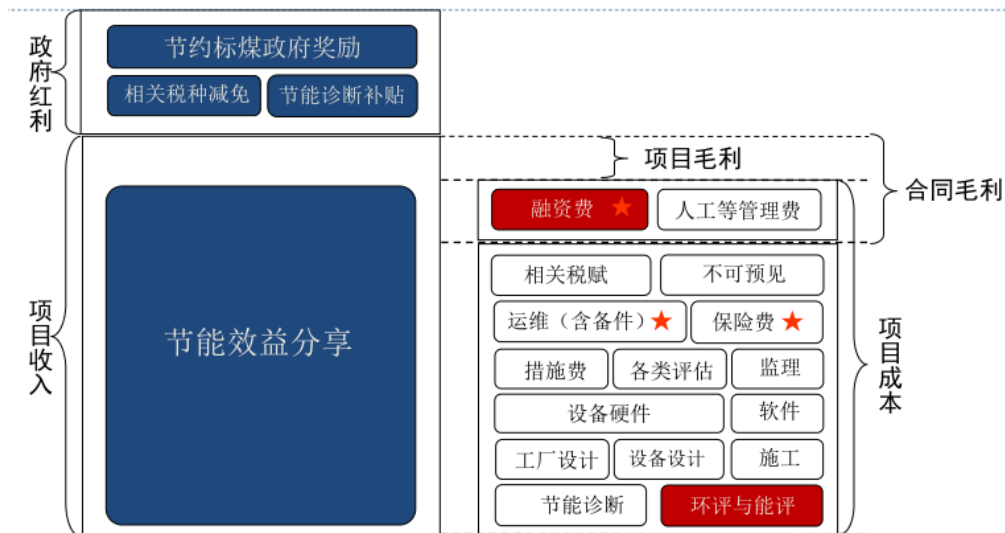 政府红利
节约标煤政府奖励
相关税种减免
节能诊断补贴
项目毛利
合同毛利
融资费
人工等管理费
相关税赋
不可预见
运维（含备件）
保险费
项目收入
节能效益分享
项目成本
措施费
各类评估
监理
设备硬件
软件
工厂设计
设备设计
施工
节能诊断
环评与能评